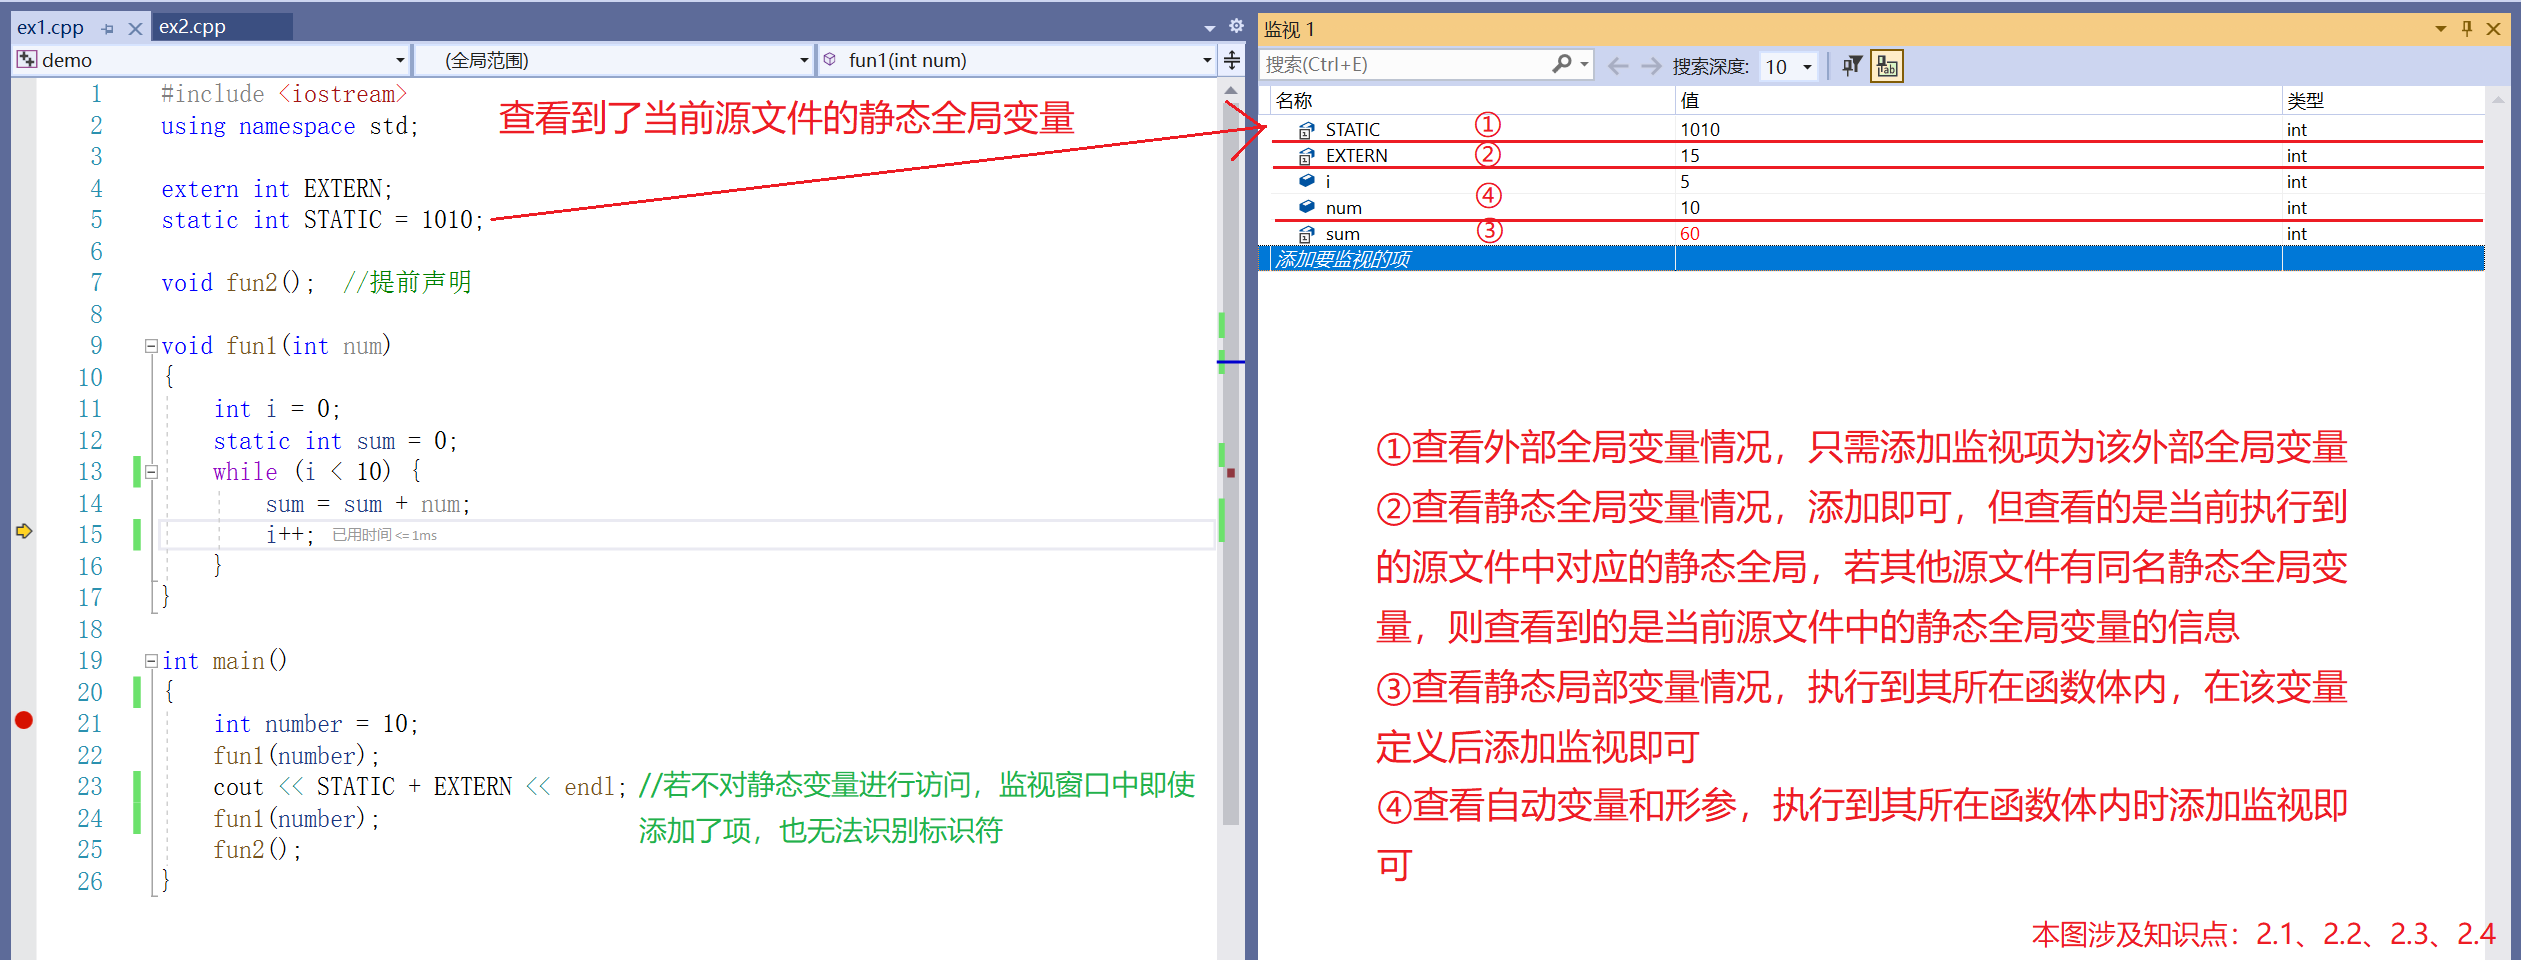 ex1.cpp
ex2.cpp
demo
(全局范围)
fun1(int num)
1 #include <iostream>
2 using namespace std;
3
4 extern int EXTERN;
5 static int STATIC = 1010;
6
7 void fun2(); //提前声明
8
9 void fun1(int num)
10 {
11 int i = 0;
12 static int sum = 0;
13 while (i < 10) {
14 sum = sum + num;
15 i++; 已用时间 <= 1ms
16 }
17 }
18
19 int main()
20 {
21 int number = 10;
22 fun1(number);
23 cout << STATIC + EXTERN << endl; //若不对静态变量进行访问，监视窗口中即使
24 fun1(number); 添加了项，也无法识别标识符
25 fun2();
26 }
查看到了当前源文件的静态全局变量
监视 1
搜索(Ctrl+E) 搜索深度: 10
名称 值 类型
STATIC ① 1010 int
EXTERN ② 15 int
i 5 int
④
num 10 int
sum ③ 60 int
添加要监视的项
①查看外部全局变量情况，只需添加监视项为该外部全局变量
②查看静态全局变量情况，添加即可，但查看的是当前执行到
的源文件中对应的静态全局，若其他源文件有同名静态全局变
量，则查看到的是当前源文件中的静态全局变量的信息
③查看静态局部变量情况，执行到其所在函数体内，在该变量
定义后添加监视即可
④查看自动变量和形参，执行到其所在函数体内时添加监视即
可
本图涉及知识点：2.1、2.2、2.3、2.4